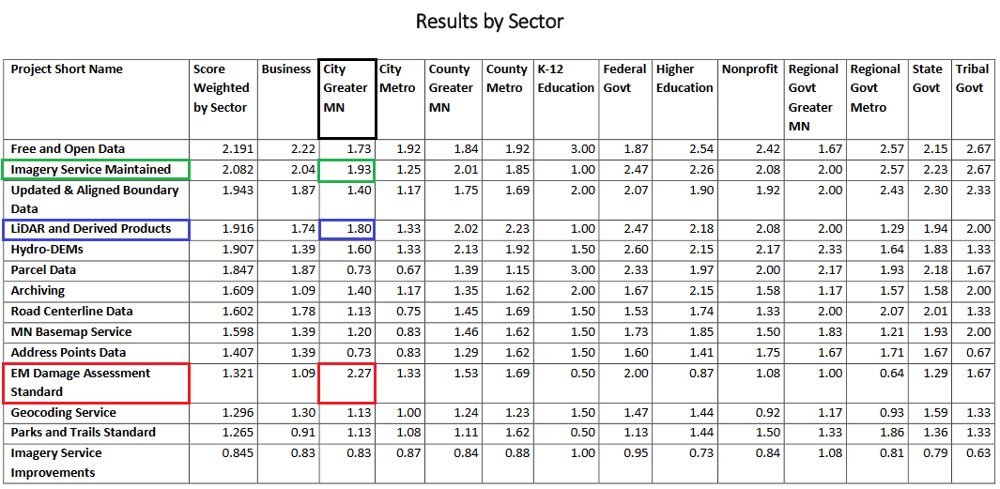 Results by Sector
Project Short Name Score Weighted by Sector Business City Greater MN City Metro County Greater MN County Metro K-12 Education Federal Govt Higher Education Nonprofit Regional Govt Greater MN Regional Govt Metro State Govt Tribal Govt
Free and Open Data 2.191 2.22 1.73 1.92 1.84 1.92 3.00 1.87 2.54 2.42 1.67 2.57 2.15 2.67
Imagery Service Maintained 2.082 2.04 1.93 1.25 2.01 1.85 1.00 2.47 2.26 2.08 2.00 2.57 2.23 2.67
Updated & Aligned Boundary Data 1.943 1.87 1.40 1.17 1.75 1.69 2.00 2.07 1.90 1.92 2.00 2.43 2.30 2.33
LiDAR and Derived Products 1.916 1.74 1.80 1.33 2.02 2.23 1.00 2.47 2.18 2.08 2.00 1.29 1.94 2.00
Hydro-DEMs 1.907 1.39 1.60 1.33 2.13 1.92 1.50 2.60 2.15 2.17 2.33 1.64 1.83 1.33
Parcel Data 1.847 1.87 0.73 0.67 1.39 1.15 3.00 2.33 1.97 2.00 2.17 1.93 2.18 1.67
Archiving 1.609 1.09 1.40 1.17 1.35 1.62 2.00 1.67 2.15 1.58 1.17 1.57 1.58 2.00
Road Centerline Data 1.602 1.78 1.13 0.75 1.45 1.69 1.50 1.53 1.74 1.33 2.00 2.07 2.01 1.33
MN Basemap Service 1.598 1.39 1.20 0.83 1.46 1.62 1.50 1.73 1.85 1.50 1.83 1.21 1.93 2.00
Address Points Data 1.407 1.39 0.73 0.83 1.29 1.62 1.50 1.60 1.41 1.75 1.67 1.71 1.67 0.67
EM Damage Assessment Standard 1.321 1.09 2.27 1.33 1.53 1.69 0.50 2.00 0.87 1.08 1.00 0.64 1.29 1.67
Geocoding Service 1.296 1.30 1.13 1.00 1.24 1.23 1.50 1.47 1.44 0.92 1.17 0.93 1.59 1.33
Parks and Trails Standard 1.265 0.91 1.13 1.08 1.11 1.62 0.50 1.13 1.44 1.50 1.33 1.86 1.36 1.33
Imagery Service Improvements 0.845 0.83 0.83 0.87 0.84 0.88 1.00 0.95 0.73 0.84 1.08 0.81 0.79 0.63